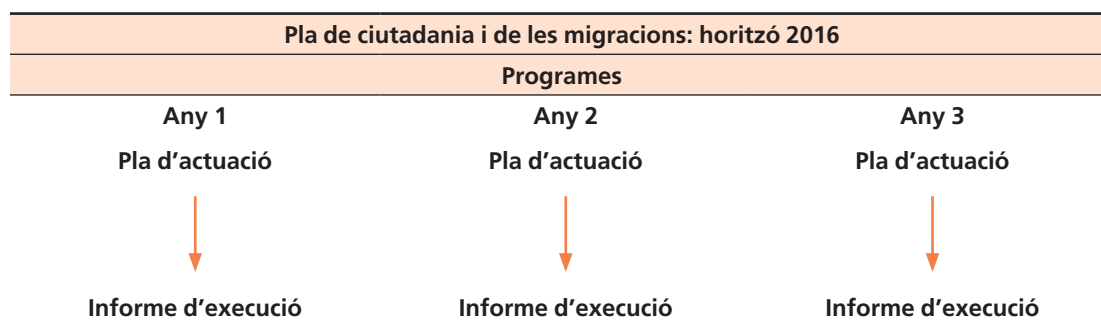 Pla de ciutadania i de les migracions: horitzó 2016
Programes
Any 1 Any 2 Any 3
Pla d’actuació Pla d’actuació Pla d’actuació
Informe d’execució Informe d’execució Informe d’execució